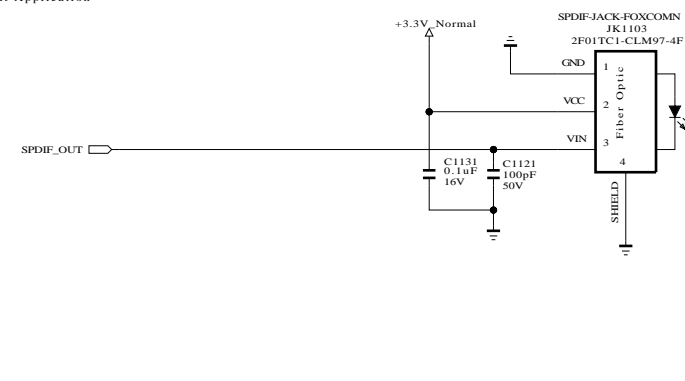 Application
SPDIF-JACK-FOXCOMN
+3.3V_Normal
JK1103
2F01TC1-CLM97-4F
GND
1
VCC
2
Fiber Optic
SPDIF_OUT
VIN
3
C1131
0.1uF
16V
C1121
100pF
50V
4
SHIELD